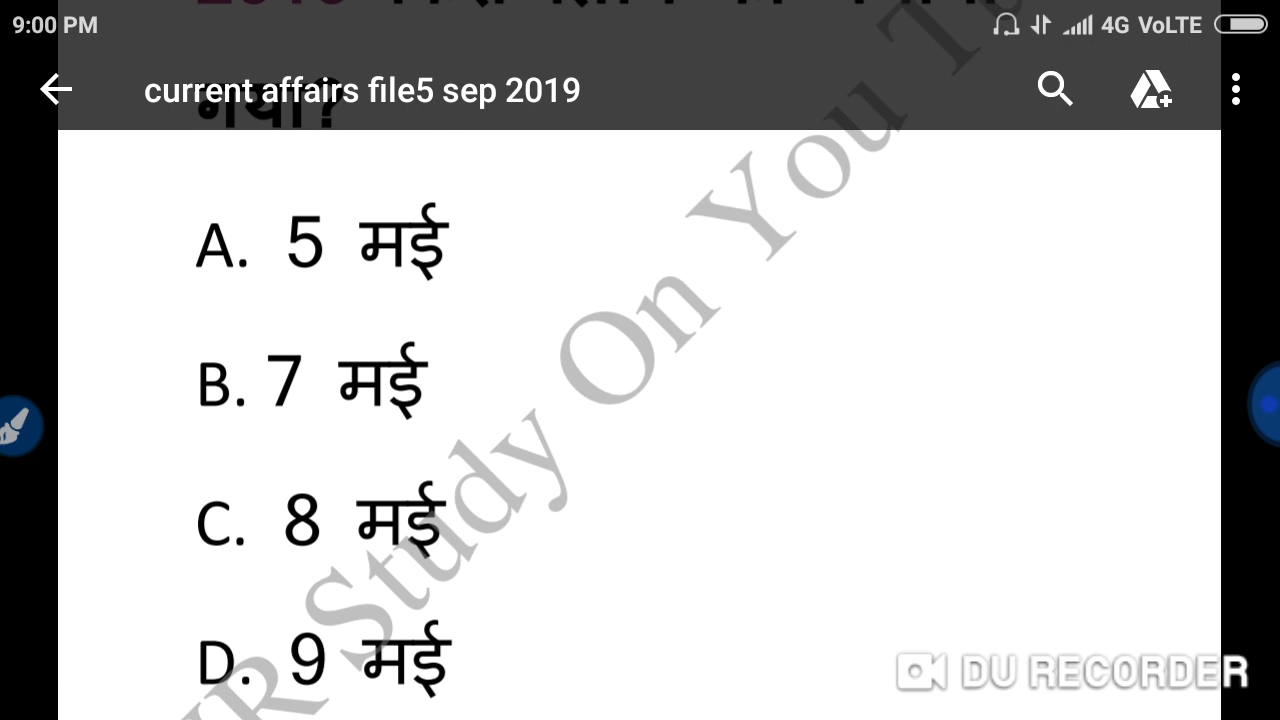 9:00 PM
4G VoLTE
current affairs file5 sep 2019
गया?
A. 5 मई
B. 7 मई
C. 8 मई
D. 9 मई
R Study On You T
DU RECORDER